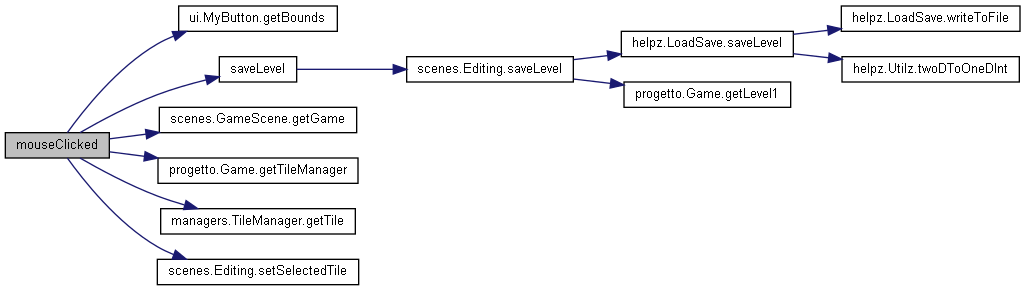 mouseClicked
ui.MyButton.getBounds
saveLevel
scenes.GameScene.getGame
progetto.Game.getTileManager
managers.TileManager.getTile
scenes.Editing.setSelectedTile
scenes.Editing.saveLevel
helpz.LoadSave.saveLevel
progetto.Game.getLevel1
helpz.LoadSave.writeToFile
helpz.Utilz.twoDToOneDInt